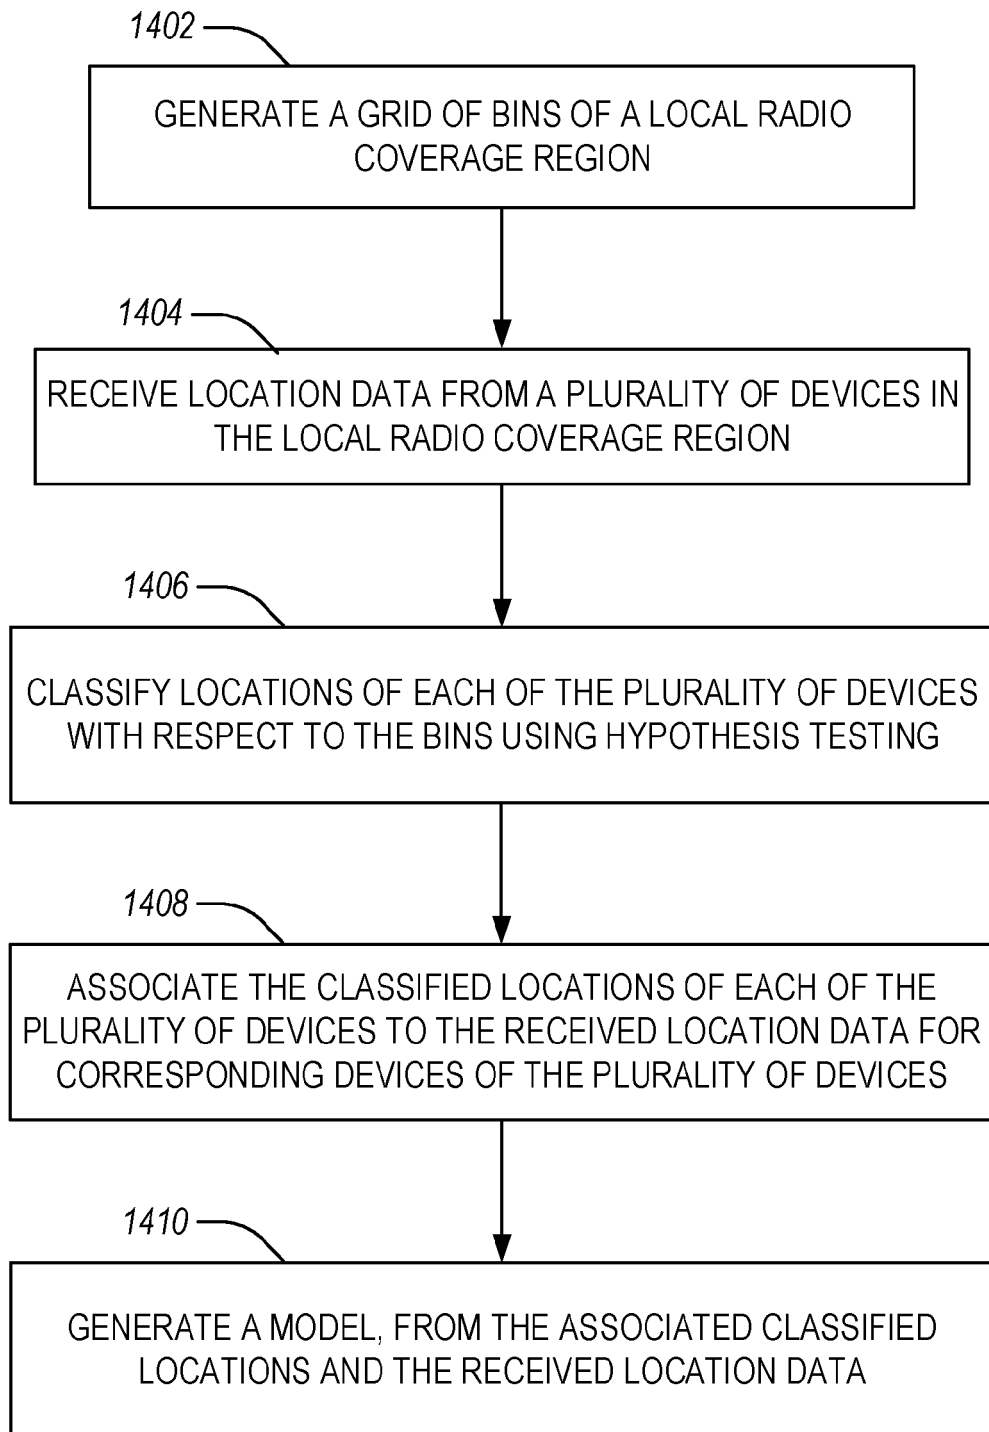 1402
GENERATE A GRID OF BINS OF A LOCAL RADIO
COVERAGE REGION
1404
RECEIVE LOCATION DATA FROM A PLURALITY OF DEVICES IN
THE LOCAL RADIO COVERAGE REGION
1406
CLASSIFY LOCATIONS OF EACH OF THE PLURALITY OF DEVICES
WITH RESPECT TO THE BINS USING HYPOTHESIS TESTING
1408
ASSOCIATE THE CLASSIFIED LOCATIONS OF EACH OF THE
PLURALITY OF DEVICES TO THE RECEIVED LOCATION DATA FOR
CORRESPONDING DEVICES OF THE PLURALITY OF DEVICES
1410
GENERATE A MODEL, FROM THE ASSOCIATED CLASSIFIED
LOCATIONS AND THE RECEIVED LOCATION DATA